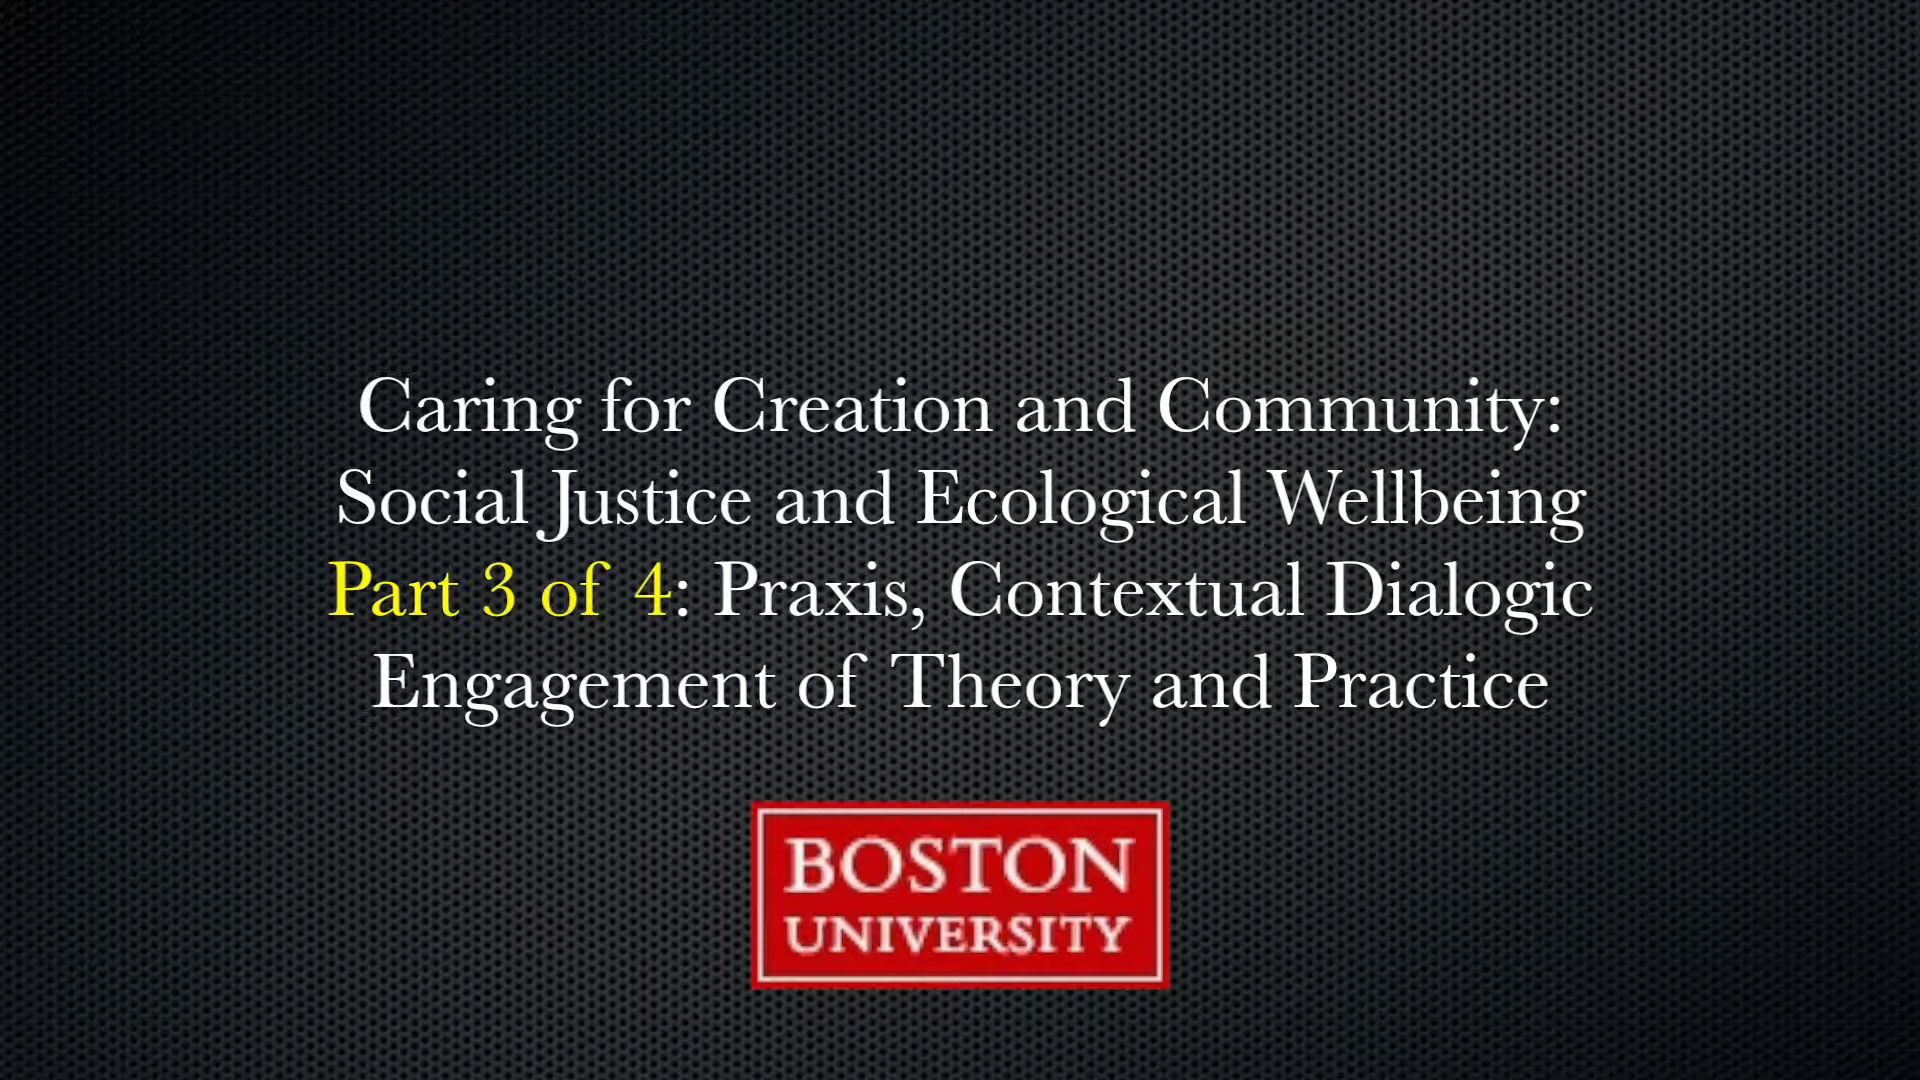 Caring for Creation and Community:
Social Justice and Ecological Wellbeing
Part 3 of 4: Praxis, Contextual Dialogic
Engagement of Theory and Practice
BOSTON
UNIVERSITY